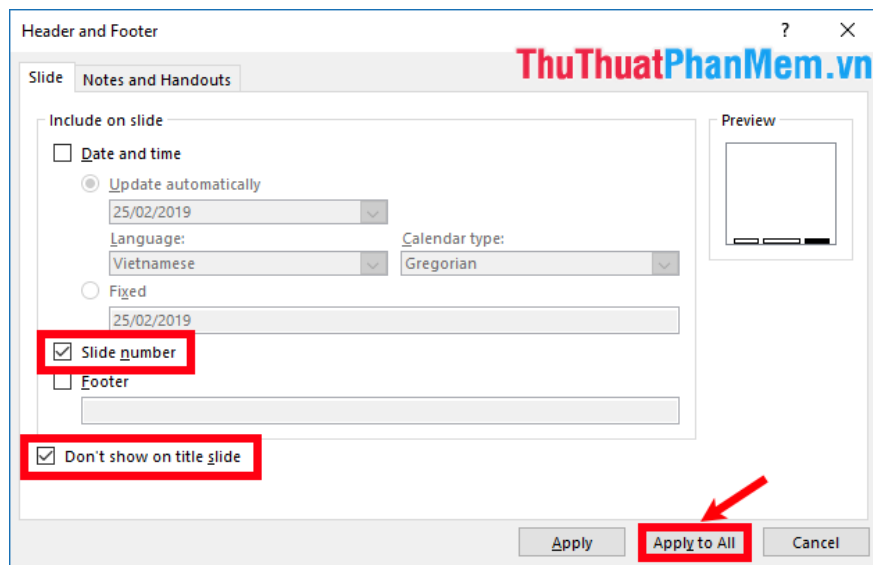 Header and Footer
?
ThuThuatPhanMem.vn
Slide
Notes and Handouts
Include on slide
Preview
Date and time
Update automatically
25/02/2019
Language:
Calendar type:
Vietnamese
Gregorian
Fixed
25/02/2019
Slide number
Footer
Don't show on title slide
Apply
Apply to All
Cancel